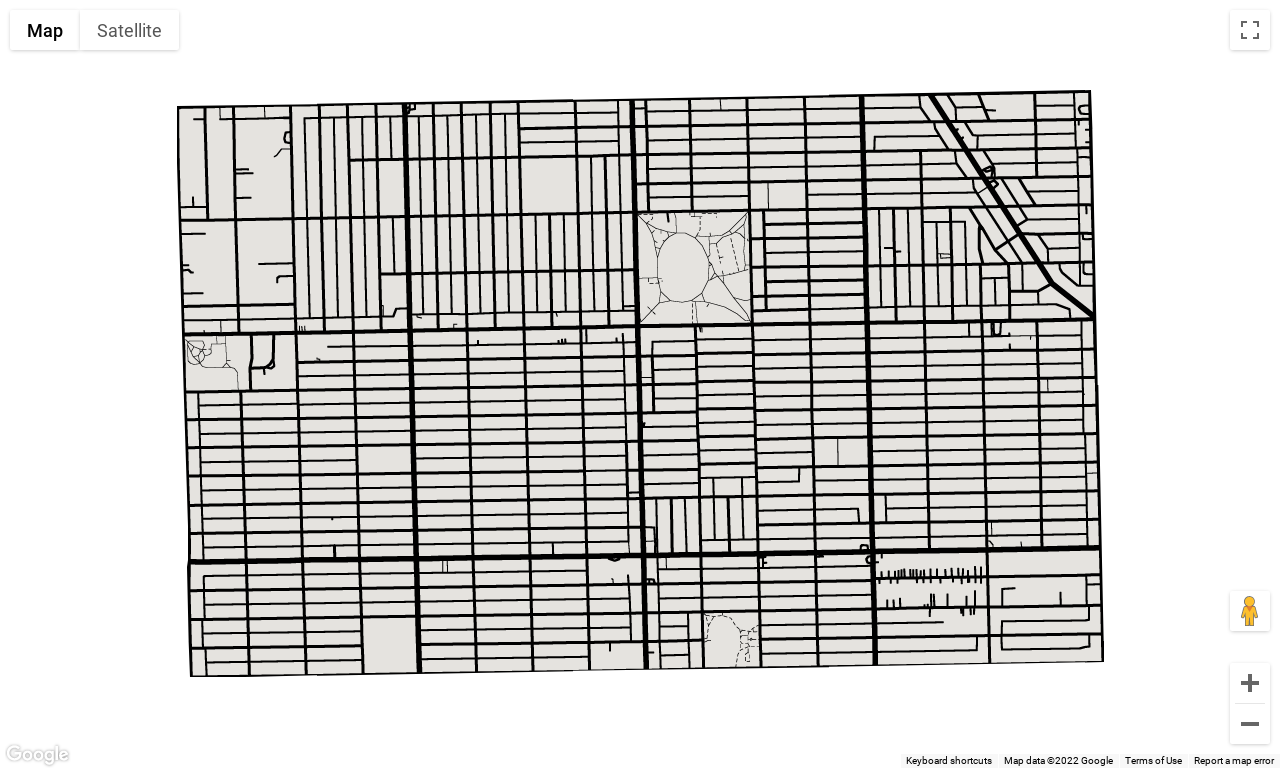 Map Satellite
Google
Keyboard shortcuts Map data ©2022 Google Terms of Use Report a map error